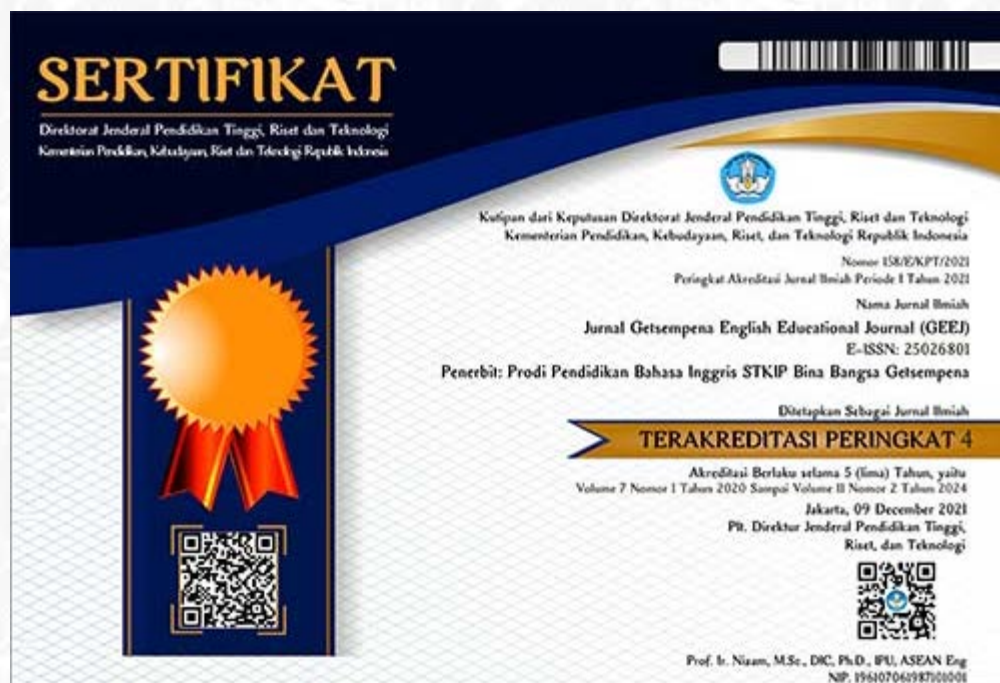 SERTIFIKAT
Direktorat Jenderal Pendidikan Tinggi, Riset dan Teknologi
Kementerian Pendidikan, Kebudayaan, Riset dan Teknologi Republik Indonesia
Kutipan dari Keputusan Direktorat Jenderal Pendidikan Tinggi, Riset dan Teknologi
Kementerian Pendidikan, Kebudayaan, Riset, dan Teknologi Republik Indonesia
Nomor 158/E/KPT/2021
Peringkat Akreditasi Jurnal Ilmiah Periode I Tahun 2021
Nama Jurnal Ilmiah
Jurnal Getsempena English Educational Journal (GEEJ)
E-ISSN: 25026801
Penerbit: Prodi Pendidikan Bahasa Inggris STKIP Bina Bangsa Getsempena
Ditetapkan Sebagai Jurnal Ilmiah
TERAKREDITASI PERINGKAT 4
Akreditasi Berlaku selama 5 (lima) Tahun, yaitu
Volume 7 Nomor 1 Tahun 2020 Sampai Volume 11 Nomor 2 Tahun 2024
Jakarta, 09 December 2021
Plt. Direktur Jenderal Pendidikan Tinggi,
Riset, dan Teknologi
Prof. Ir. Nizam, M.Sc., DIC, Ph.D., IPU, ASEAN Eng
NIP. 196107061987101001